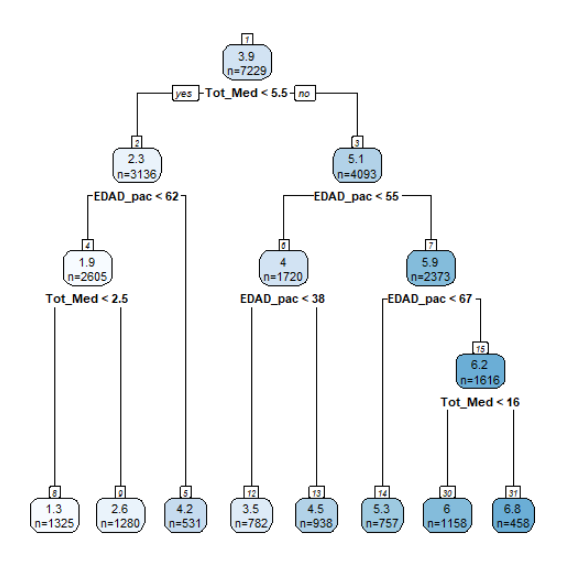 1
3.9
n=7229
yes Tot_Med < 5.5 no
2
3
2.3
n=3136
5.1
n=4093
EDAD_pac < 62
EDAD_pac < 55
4
6
7
1.9
n=2605
4
n=1720
5.9
n=2373
Tot_Med < 2.5
EDAD_pac < 38
EDAD_pac < 67
15
6.2
n=1616
Tot_Med < 16
8
9
5
12
13
14
30
31
1.3
n=1325
2.6
n=1280
4.2
n=531
3.5
n=782
4.5
n=938
5.3
n=757
6
n=1158
6.8
n=458